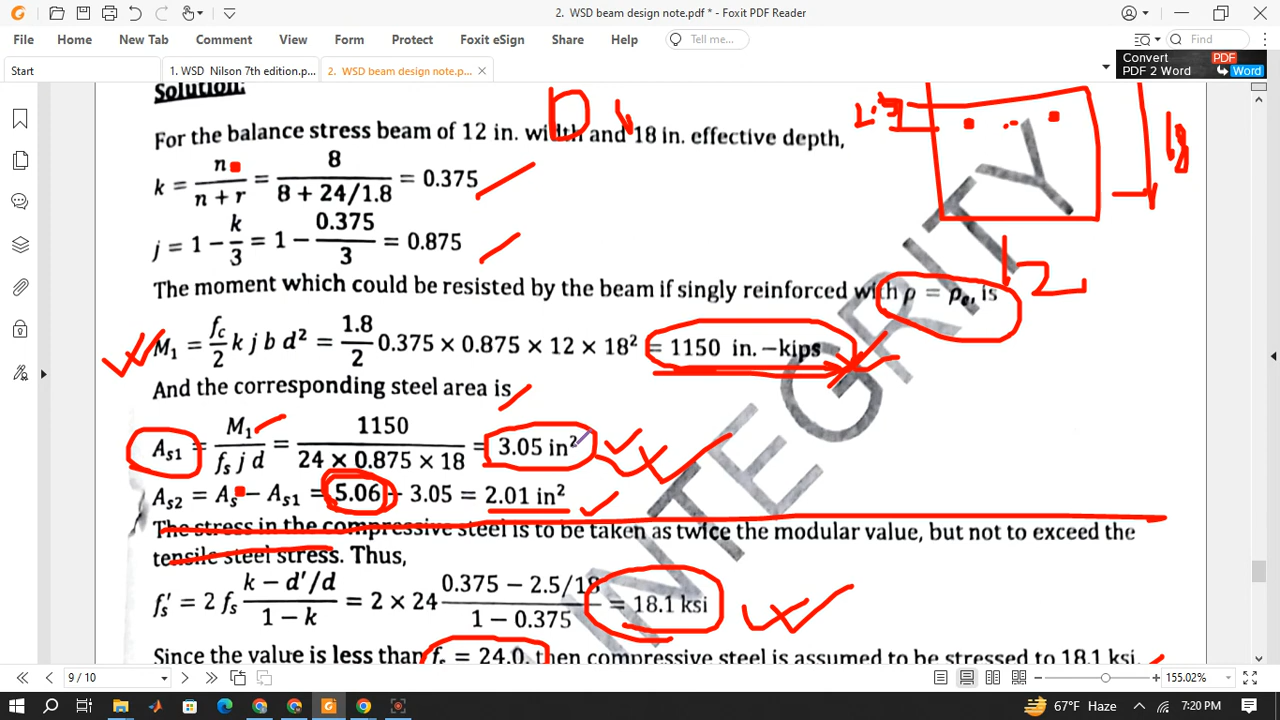 2. WSD beam design note.pdf * - Foxit PDF Reader
File Home New Tab Comment View Form Protect Foxit eSign Share Help Tell me... Find
Start 1. WSD Nilson 7th edition.p... 2. WSD beam design note.p...
Convert PDF
PDF 2 Word Word
Solution:
D
For the balance stress beam of 12 in. width and 18 in. effective depth,
k = n / (n + r) = 8 / (8 + 24/1.8) = 0.375
j = 1 − k/3 = 1 − 0.375/3 = 0.875
18
12
The moment which could be resisted by the beam if singly reinforced with ρ = ρe, is
M₁ = fc/2 k j b d² = 1.8/2 0.375 × 0.875 × 12 × 18² = 1150 in.−kips
And the corresponding steel area is
As1 = M₁ / (fs j d) = 1150 / (24 × 0.875 × 18) = 3.05 in²
As2 = As − As1 = 5.06 − 3.05 = 2.01 in²
The stress in the compressive steel is to be taken as twice the modular value, but not to exceed the
tensile steel stress. Thus,
fs′ = 2 fs (k − d′/d) / (1 − k) = 2 × 24 (0.375 − 2.5/18) / (1 − 0.375) = 18.1 ksi
Since the value is less than fs = 24.0, then compressive steel is assumed to be stressed to 18.1 ksi.
INTEGRITY
9 / 10
155.02%
67°F Haze
7:20 PM